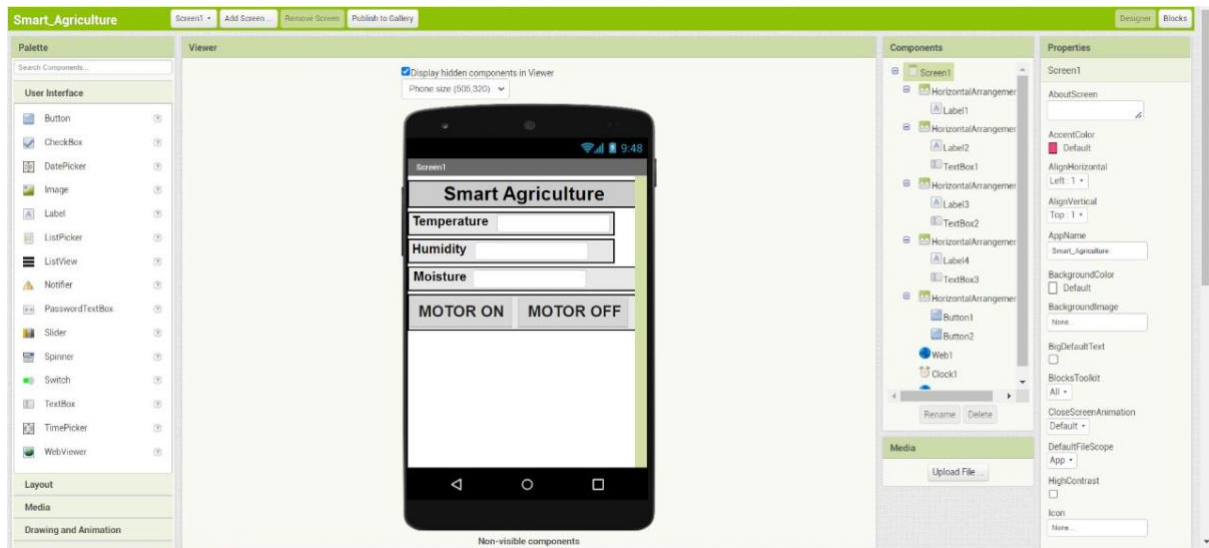 Smart_Agriculture
Screen1
Add Screen ...
Remove Screen
Publish to Gallery
Designer
Blocks
Palette
Search Components...
User Interface
Button
CheckBox
DatePicker
Image
Label
ListPicker
ListView
Notifier
PasswordTextBox
Slider
Spinner
Switch
TextBox
TimePicker
WebViewer
Layout
Media
Drawing and Animation
Viewer
Display hidden components in Viewer
Phone size (505,320)
9:48
Screen1
Smart Agriculture
Temperature
Humidity
Moisture
MOTOR ON MOTOR OFF
Non-visible components
Components
Screen1
HorizontalArrangemer
Label1
HorizontalArrangemer
Label2
TextBox1
HorizontalArrangemer
Label3
TextBox2
HorizontalArrangemer
Label4
TextBox3
HorizontalArrangemer
Button1
Button2
Web1
Clock1
Rename Delete
Media
Upload File ...
Properties
Screen1
AboutScreen
AccentColor
Default
AlignHorizontal
Left : 1
AlignVertical
Top : 1
AppName
Smart_Agriculture
BackgroundColor
Default
BackgroundImage
None...
BigDefaultText
BlocksToolkit
All
CloseScreenAnimation
Default
DefaultFileScope
App
HighContrast
Icon
None...